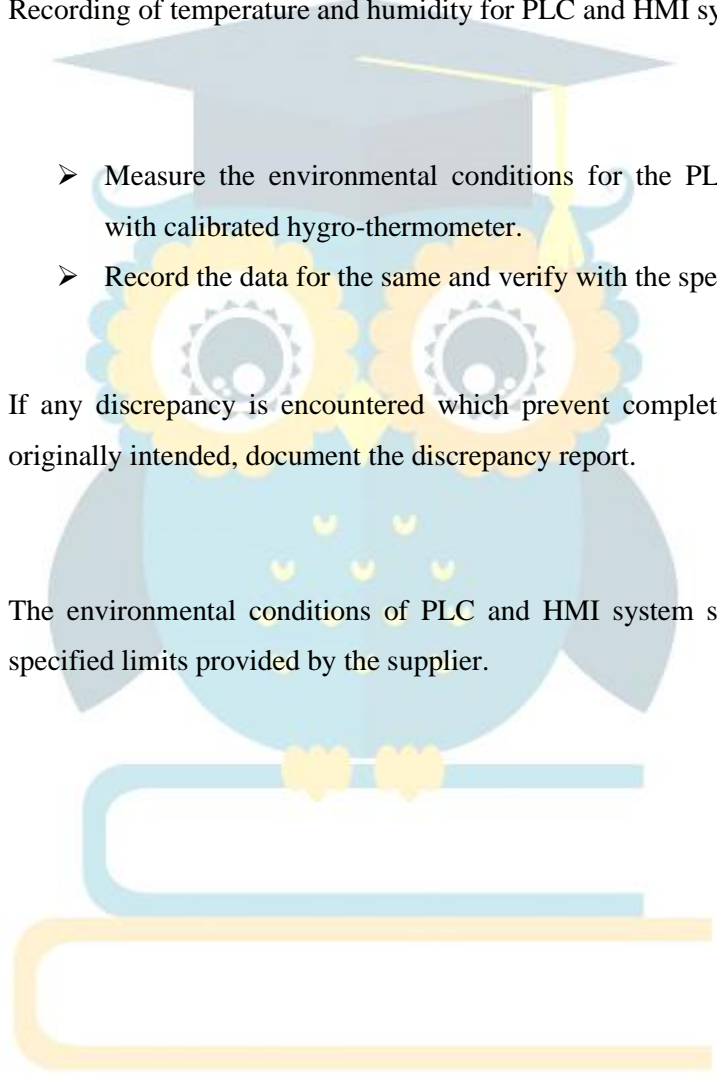 Recording of temperature and humidity for PLC and HMI sy
➢ Measure the environmental conditions for the PL
with calibrated hygro-thermometer.
➢ Record the data for the same and verify with the spe
If any discrepancy is encountered which prevent complet
originally intended, document the discrepancy report.
The environmental conditions of PLC and HMI system s
specified limits provided by the supplier.